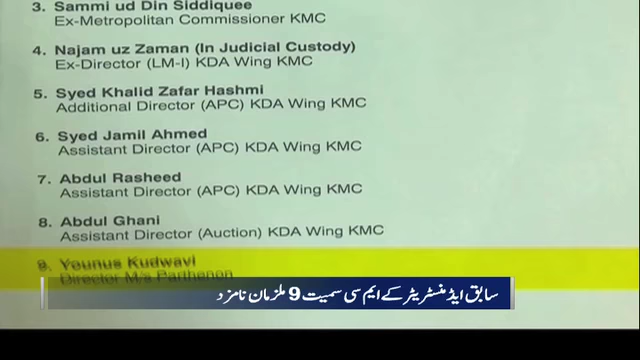 3. Sammi ud Din Siddiquee
Ex-Metropolitan Commissioner KMC
4. Najam uz Zaman (In Judicial Custody)
Ex-Director (LM-I) KDA Wing KMC
5. Syed Khalid Zafar Hashmi
Additional Director (APC) KDA Wing KMC
6. Syed Jamil Ahmed
Assistant Director (APC) KDA Wing KMC
7. Abdul Rasheed
Assistant Director (APC) KDA Wing KMC
8. Abdul Ghani
Assistant Director (Auction) KDA Wing KMC
9. Younus Kudwavi
Director M/s Parthenon
سابق ایڈمنسٹریٹر کے ایم سی سمیت 9 ملزمان نامزد